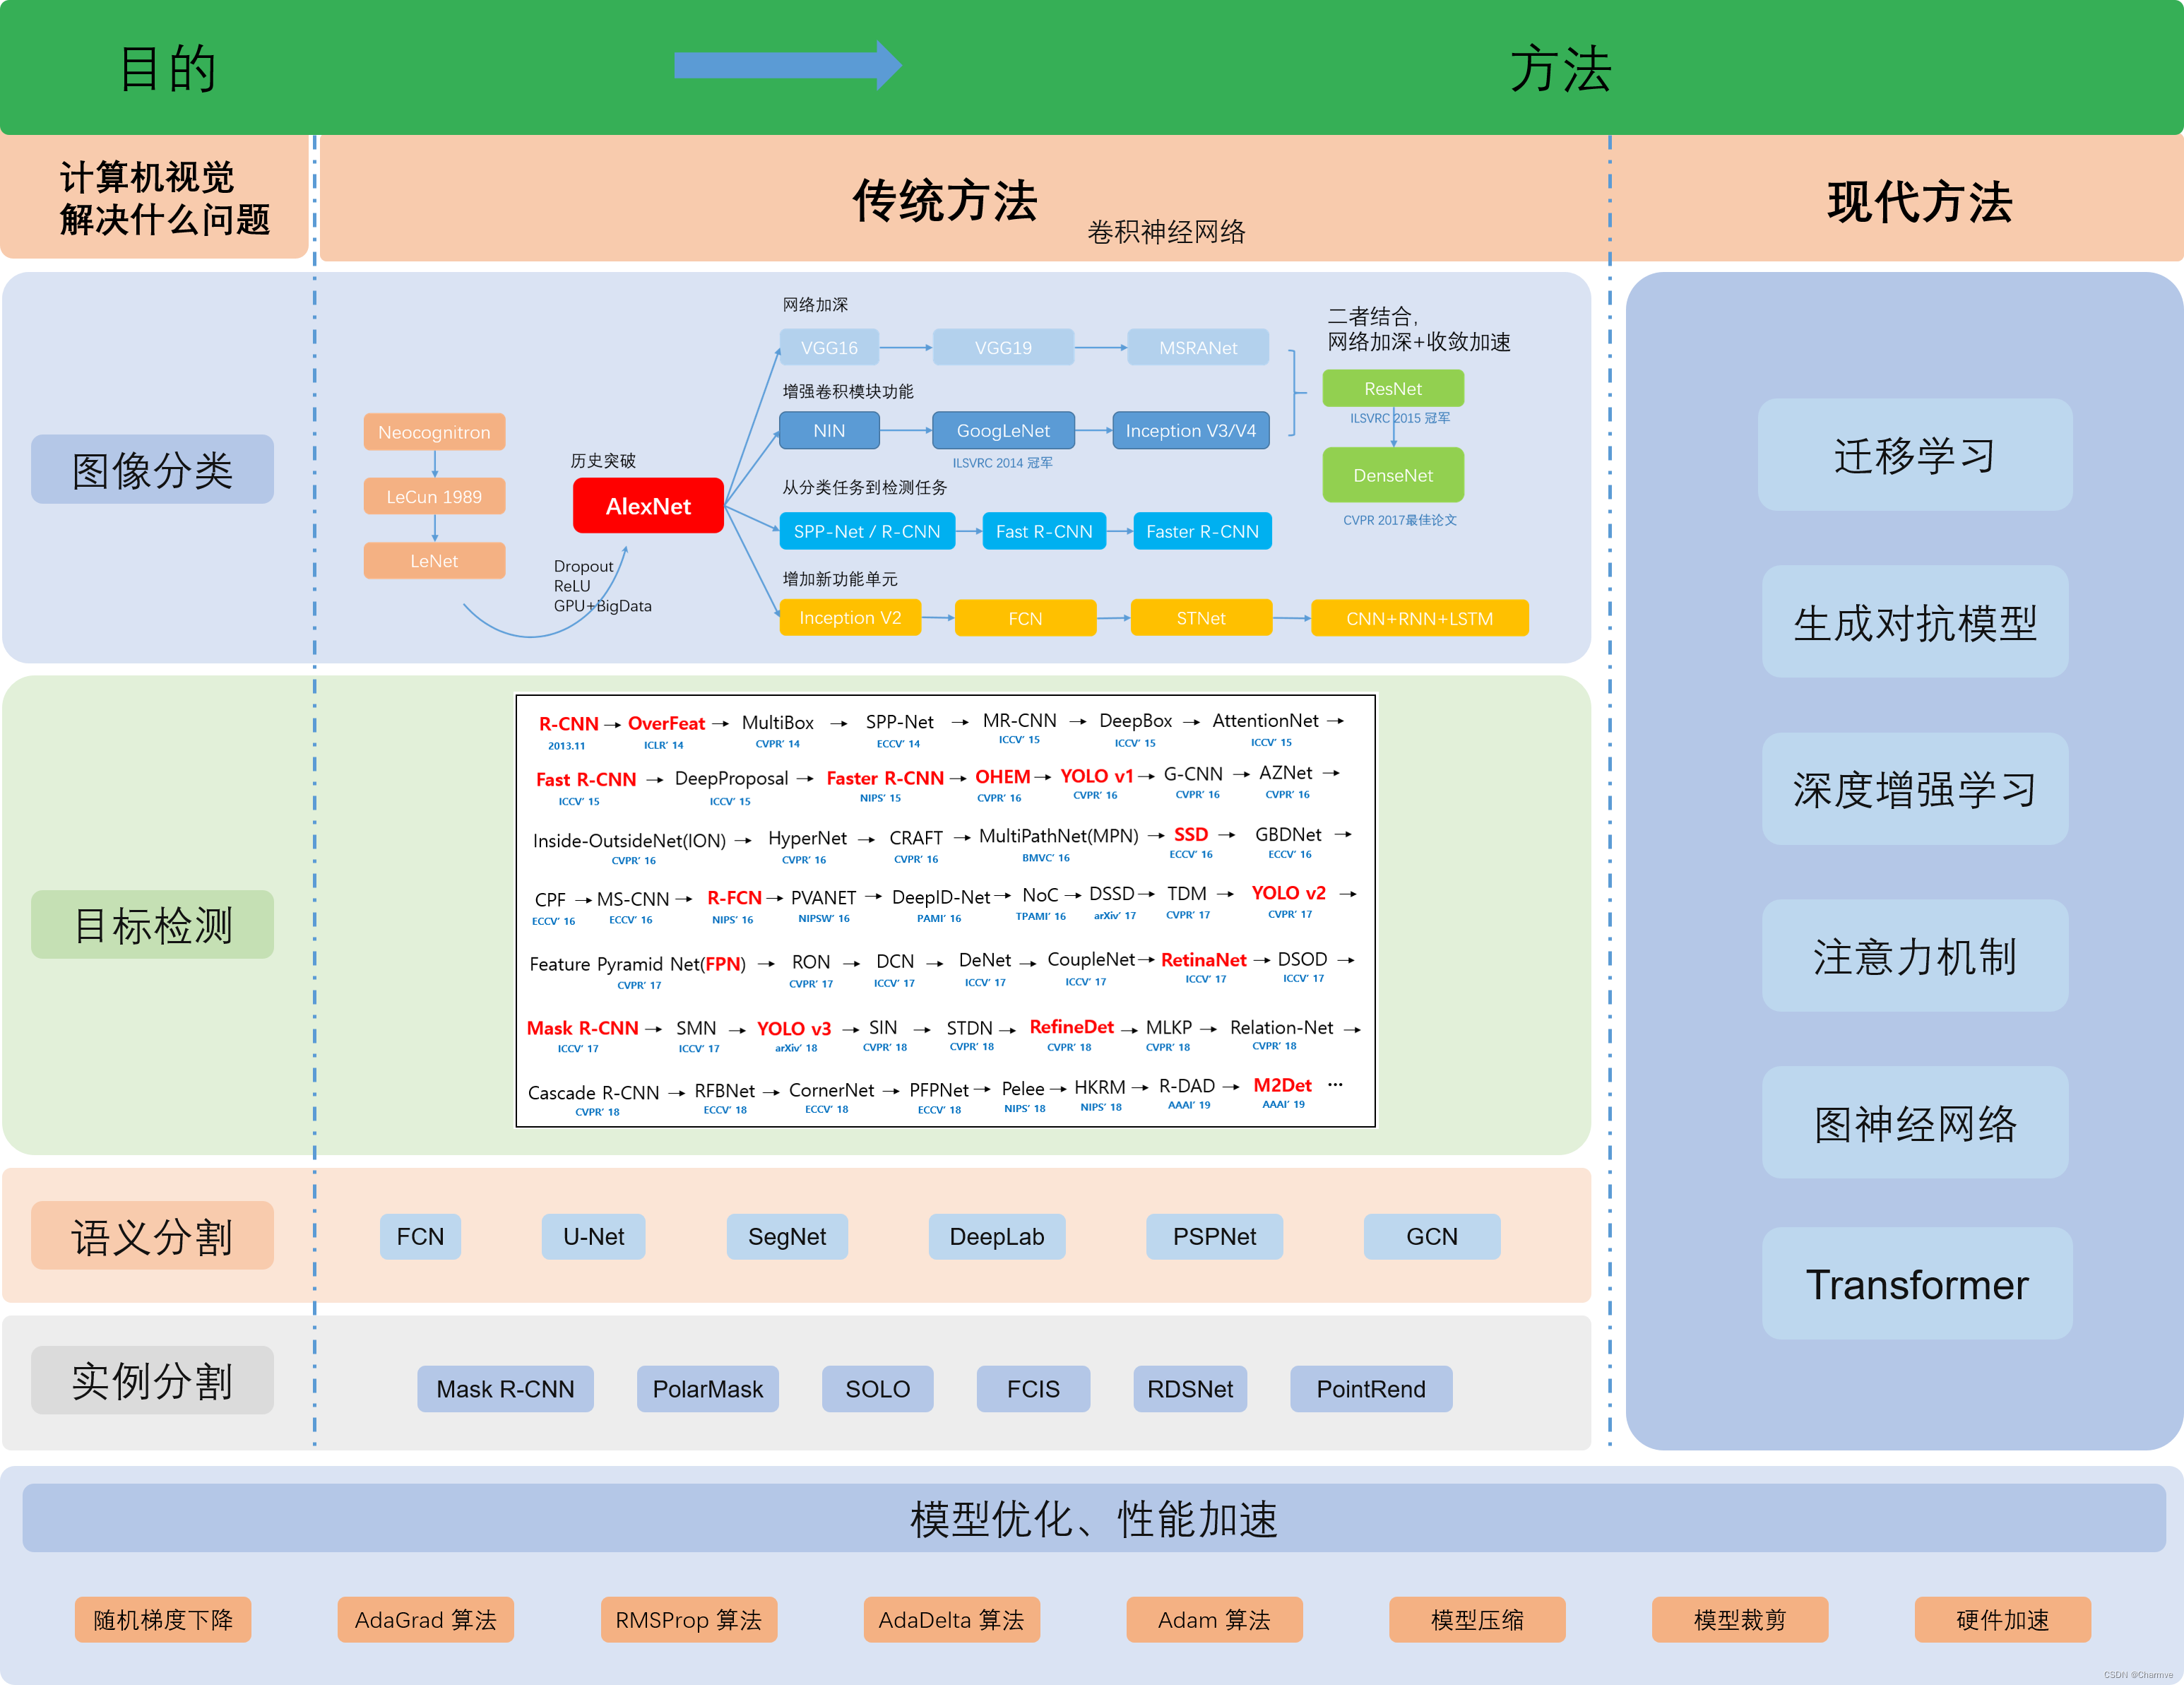 目的
方法
计算机视觉
解决什么问题
传统方法
卷积神经网络
现代方法
图像分类
Neocognitron
LeCun 1989
LeNet
Dropout
ReLU
GPU+BigData
历史突破
AlexNet
网络加深
VGG16
VGG19
MSRANet
增强卷积模块功能
NIN
GoogLeNet
Inception V3/V4
ILSVRC 2014 冠军
从分类任务到检测任务
SPP-Net / R-CNN
Fast R-CNN
Faster R-CNN
增加新功能单元
Inception V2
FCN
STNet
CNN+RNN+LSTM
二者结合,
网络加深+收敛加速
ResNet
ILSVRC 2015 冠军
DenseNet
CVPR 2017最佳论文
目标检测
R-CNN OverFeat MultiBox SPP-Net MR-CNN DeepBox AttentionNet
2013.11 ICLR' 14 CVPR' 14 ECCV' 14 ICCV' 15 ICCV' 15 ICCV' 15
Fast R-CNN DeepProposal Faster R-CNN OHEM YOLO v1 G-CNN AZNet
ICCV' 15 ICCV' 15 NIPS' 15 CVPR' 16 CVPR' 16 CVPR' 16 CVPR' 16
Inside-OutsideNet(ION) HyperNet CRAFT MultiPathNet(MPN) SSD GBDNet
CVPR' 16 CVPR' 16 CVPR' 16 BMVC' 16 ECCV' 16 ECCV' 16
CPF MS-CNN R-FCN PVANET DeepID-Net NoC DSSD TDM YOLO v2
ECCV' 16 ECCV' 16 NIPS' 16 NIPSW' 16 PAMI' 16 TPAMI' 16 arXiv' 17 CVPR' 17 CVPR' 17
Feature Pyramid Net(FPN) RON DCN DeNet CoupleNet RetinaNet DSOD
CVPR' 17 CVPR' 17 ICCV' 17 ICCV' 17 ICCV' 17 ICCV' 17 ICCV' 17
Mask R-CNN SMN YOLO v3 SIN STDN RefineDet MLKP Relation-Net
ICCV' 17 ICCV' 17 arXiv' 18 CVPR' 18 CVPR' 18 CVPR' 18 CVPR' 18 CVPR' 18
Cascade R-CNN RFBNet CornerNet PFPNet Pelee HKRM R-DAD M2Det ...
CVPR' 18 ECCV' 18 ECCV' 18 ECCV' 18 NIPS' 18 NIPS' 18 AAAI' 19 AAAI' 19
语义分割
FCN
U-Net
SegNet
DeepLab
PSPNet
GCN
实例分割
Mask R-CNN
PolarMask
SOLO
FCIS
RDSNet
PointRend
迁移学习
生成对抗模型
深度增强学习
注意力机制
图神经网络
Transformer
模型优化、性能加速
随机梯度下降
AdaGrad 算法
RMSProp 算法
AdaDelta 算法
Adam 算法
模型压缩
模型裁剪
硬件加速
CSDN @Charmve